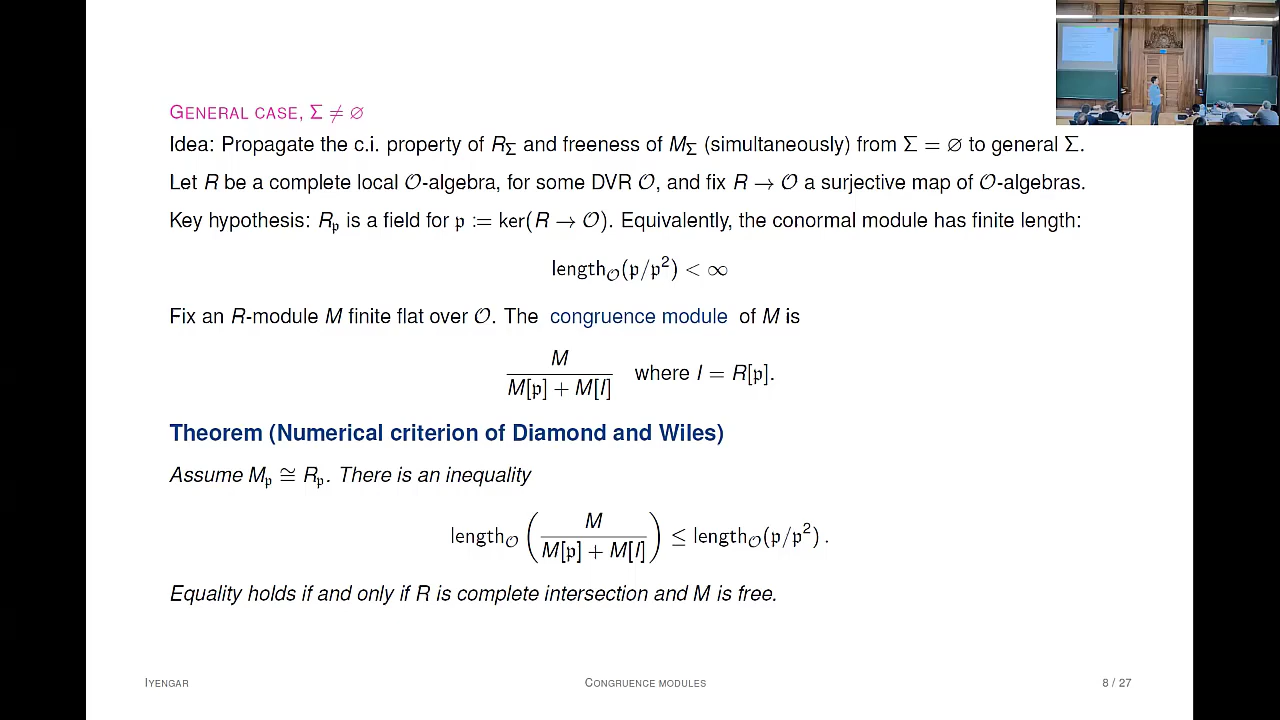 GENERAL CASE, Σ ≠ ∅
Idea: Propagate the c.i. property of R_Σ and freeness of M_Σ (simultaneously) from Σ = ∅ to general Σ.
Let R be a complete local 𝒪-algebra, for some DVR 𝒪, and fix R → 𝒪 a surjective map of 𝒪-algebras.
Key hypothesis: R_𝔭 is a field for 𝔭 := ker(R → 𝒪). Equivalently, the conormal module has finite length:
length_𝒪(𝔭/𝔭²) < ∞
Fix an R-module M finite flat over 𝒪. The congruence module of M is
M / (M[𝔭] + M[I]) where I = R[𝔭].
Theorem (Numerical criterion of Diamond and Wiles)
Assume M_𝔭 ≅ R_𝔭. There is an inequality
length_𝒪 (M / (M[𝔭] + M[I])) ≤ length_𝒪(𝔭/𝔭²).
Equality holds if and only if R is complete intersection and M is free.
IYENGAR CONGRUENCE MODULES 8 / 27